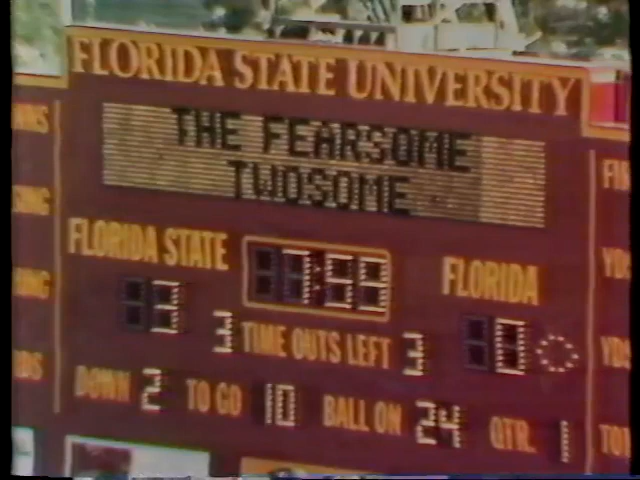 FLORIDA STATE UNIVERSITY
THE FEARSOME
TWOSOME
FLORIDA STATE
FLORIDA
3 TIME OUTS LEFT 3
0
DOWN 2 TO GO 10 BALL ON 24 QTR. 1